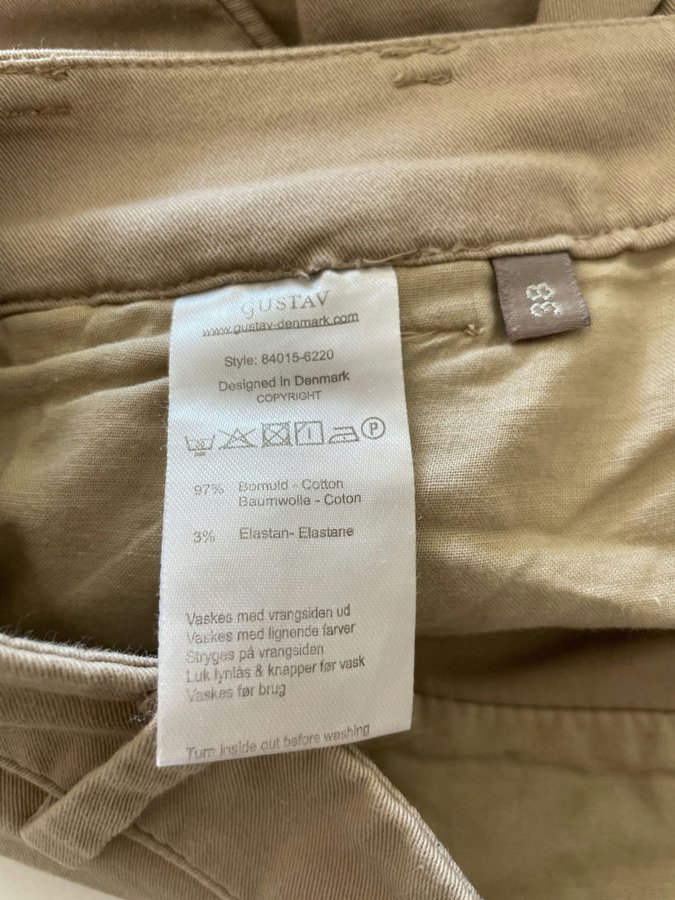 GUSTAV
www.gustav-denmark.com
Style: 84015-6220
Designed in Denmark
COPYRIGHT
P
97% Bomuld - Cotton
Baumwolle - Coton
3% Elastan- Elastane
Vaskes med vrangsiden ud
Vaskes med lignende farver
Stryges på vrangsiden
Luk lynlås & knapper før vask
Vaskes før brug
Turn inside out before washing
38